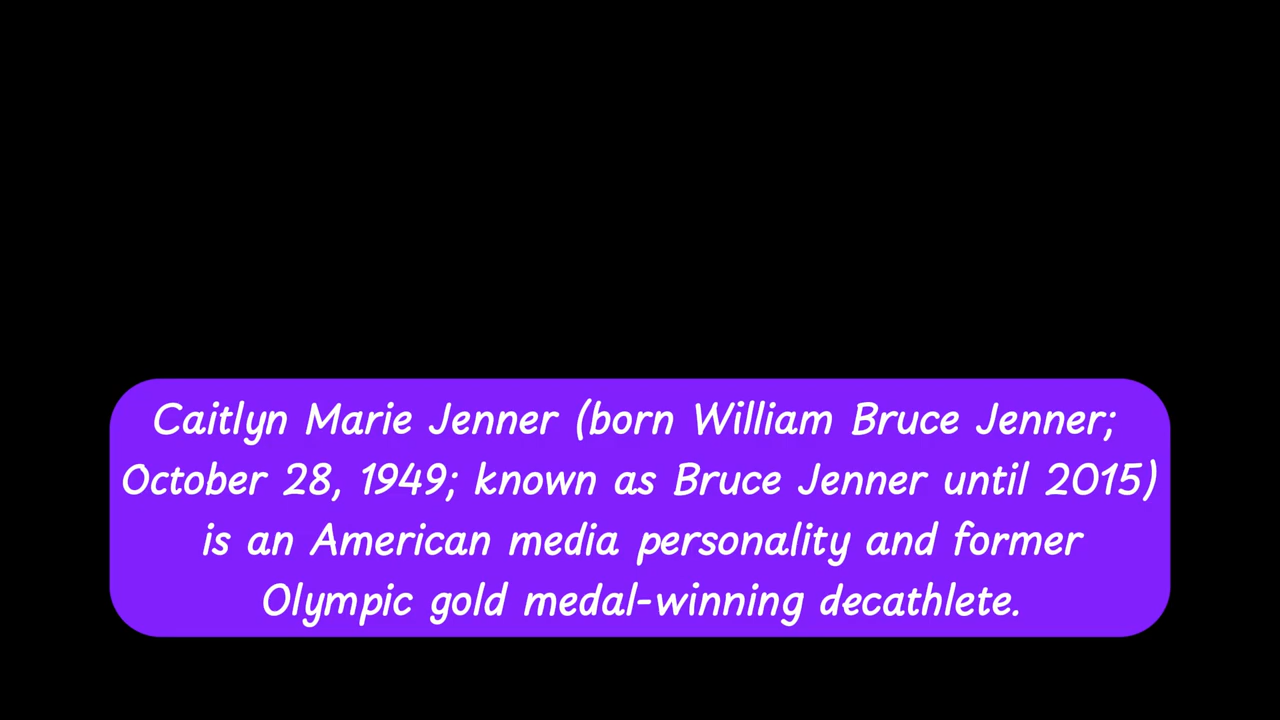 Caitlyn Marie Jenner (born William Bruce Jenner;
October 28, 1949; known as Bruce Jenner until 2015)
is an American media personality and former
Olympic gold medal-winning decathlete.